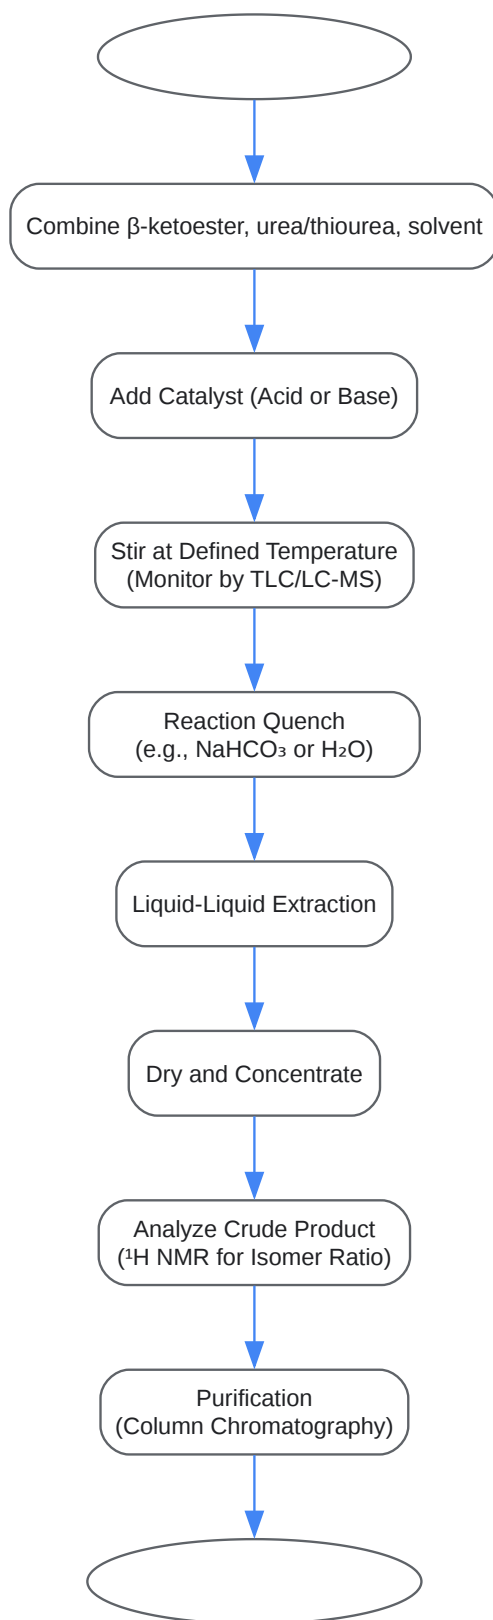 Combine β-ketoester, urea/thiourea, solvent
Add Catalyst (Acid or Base)
Stir at Defined Temperature
(Monitor by TLC/LC-MS)
Reaction Quench
(e.g., NaHCO₃ or H₂O)
Liquid-Liquid Extraction
Dry and Concentrate
Analyze Crude Product
(¹H NMR for Isomer Ratio)
Purification
(Column Chromatography)